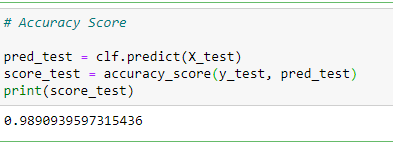 # Accuracy Score
pred_test = clf.predict(X_test)
score_test = accuracy_score(y_test, pred_test)
print(score_test)
0.9890939597315436